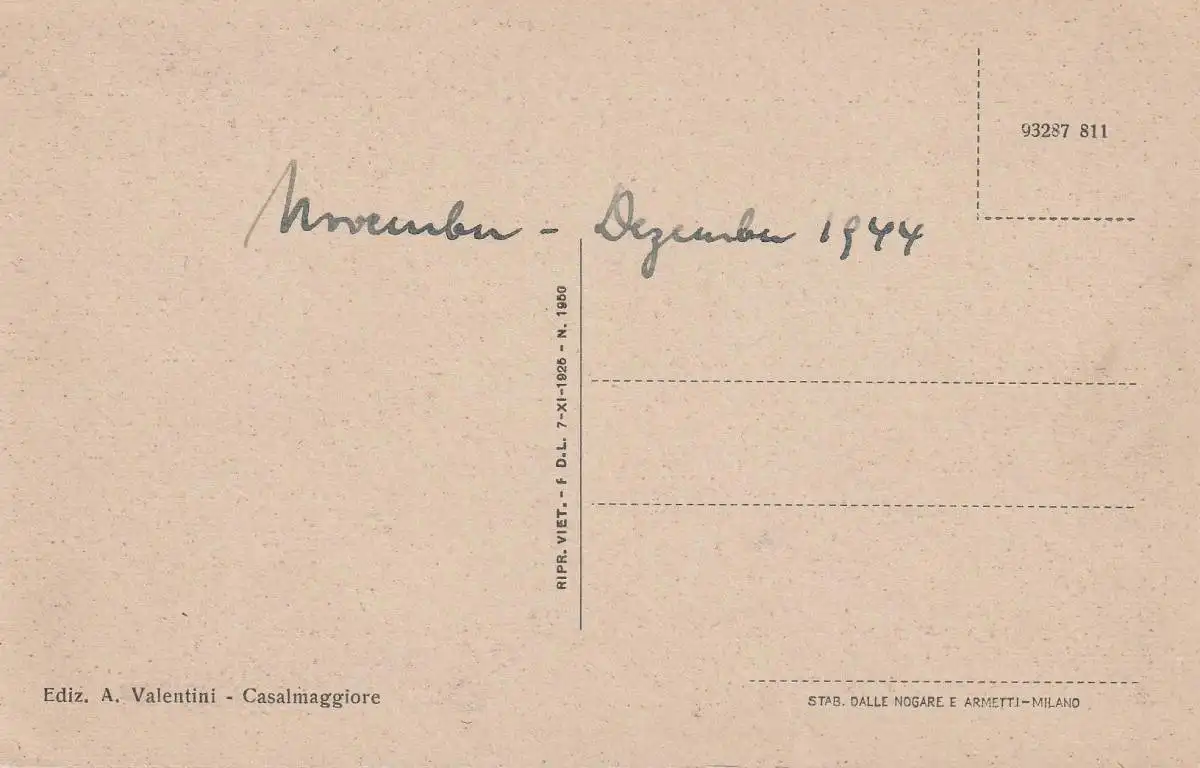 93287 811
November - Dezember 1944
RIPR. VIET. - F D.L. 7-XI-1925 - N. 1950
Ediz. A. Valentini - Casalmaggiore
STAB. DALLE NOGARE E ARMETTI-MILANO